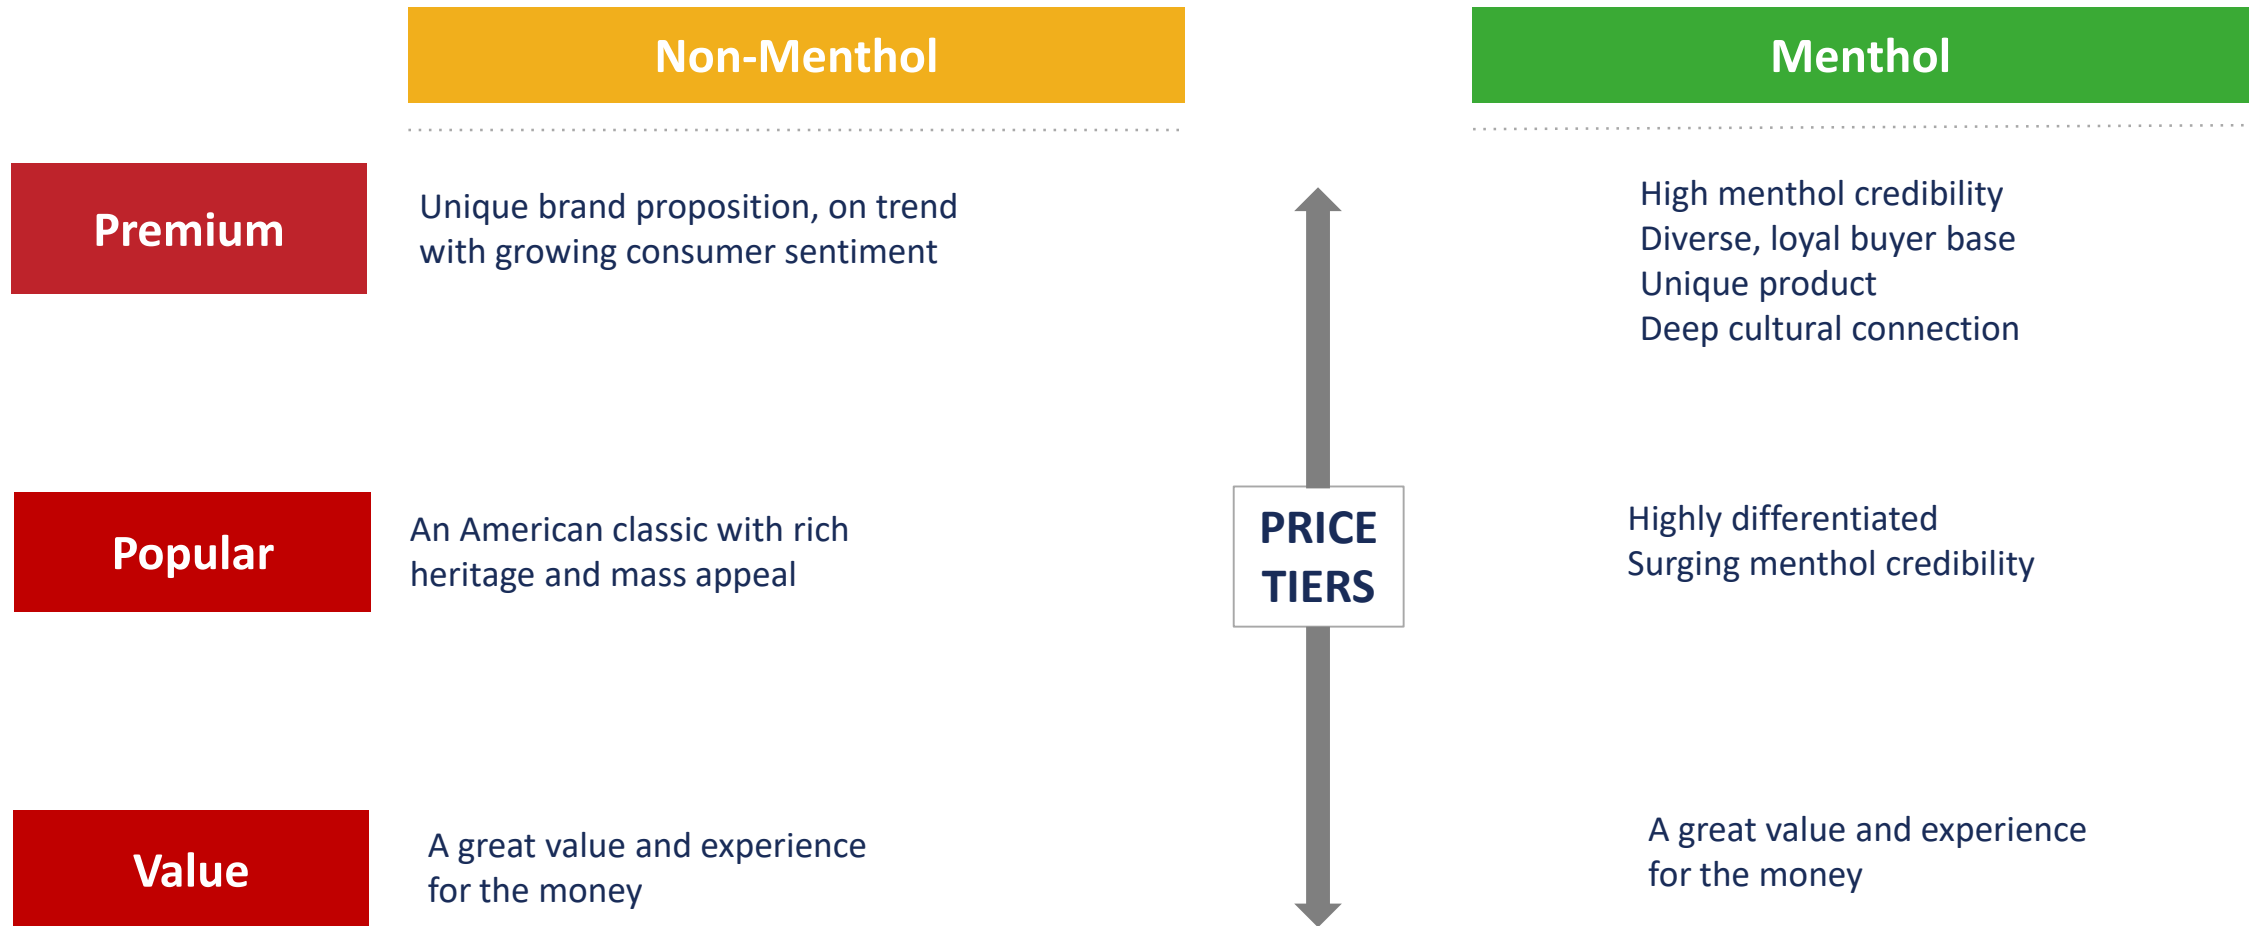 Non-Menthol
Menthol
Premium
Unique brand proposition, on trend
with growing consumer sentiment
High menthol credibility
Diverse, loyal buyer base
Unique product
Deep cultural connection
Popular
An American classic with rich
heritage and mass appeal
PRICE
TIERS
Highly differentiated
Surging menthol credibility
Value
A great value and experience
for the money
A great value and experience
for the money